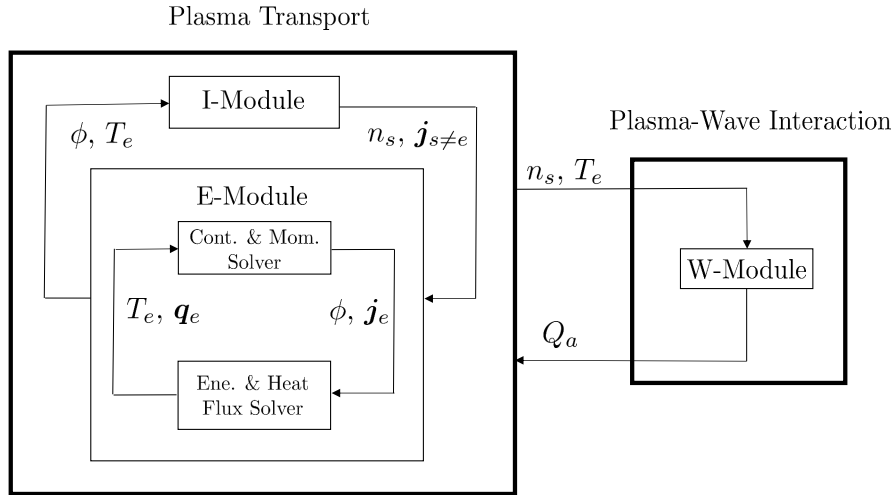 Plasma Transport
I-Module
ϕ, T_e
n_s, j_{s≠e}
Plasma-Wave Interaction
n_s, T_e
E-Module
Cont. & Mom.
Solver
W-Module
T_e, q_e
ϕ, j_e
Q_a
Ene. & Heat
Flux Solver